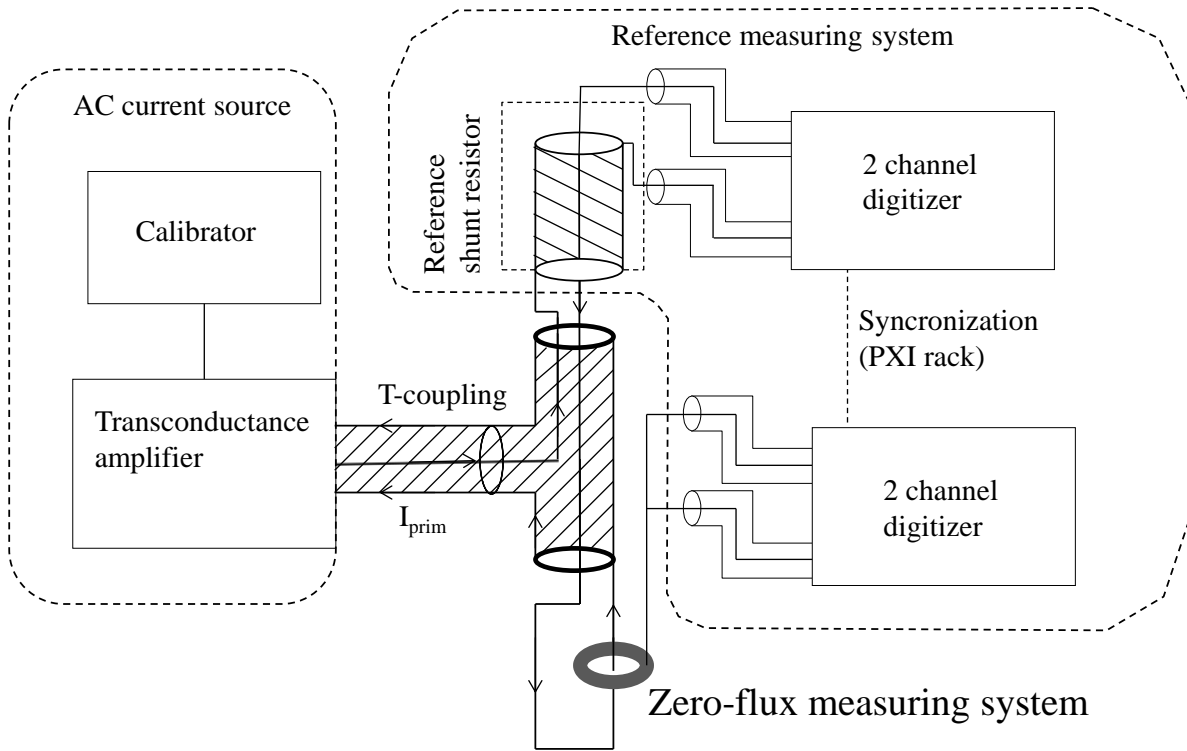 Reference measuring system
AC current source
Calibrator
Transconductance
amplifier
T-coupling
I_prim
Reference
shunt resistor
2 channel
digitizer
Syncronization
(PXI rack)
2 channel
digitizer
Zero-flux measuring system